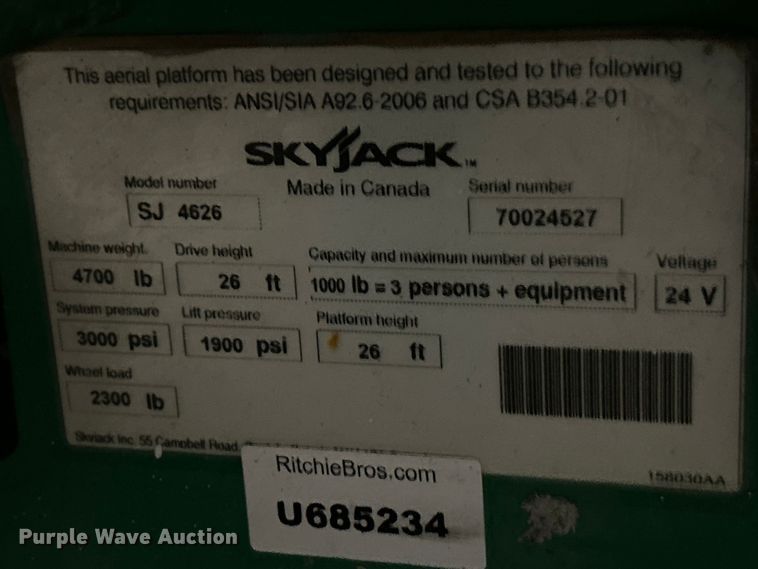 This aerial platform has been designed and tested to the following
requirements: ANSI/SIA A92.6-2006 and CSA B354.2-01
SKYJACK™
Made in Canada
Model number
SJ 4626
Serial number
70024527
Machine weight
4700 lb
Drive height
26 ft
Capacity and maximum number of persons
1000 lb = 3 persons + equipment
Voltage
24 V
System pressure
3000 psi
Lift pressure
1900 psi
Platform height
26 ft
Wheel load
2300 lb
Skyjack Inc. 55 Campbell Road,
158030AA
RitchieBros.com
U685234
Purple Wave Auction